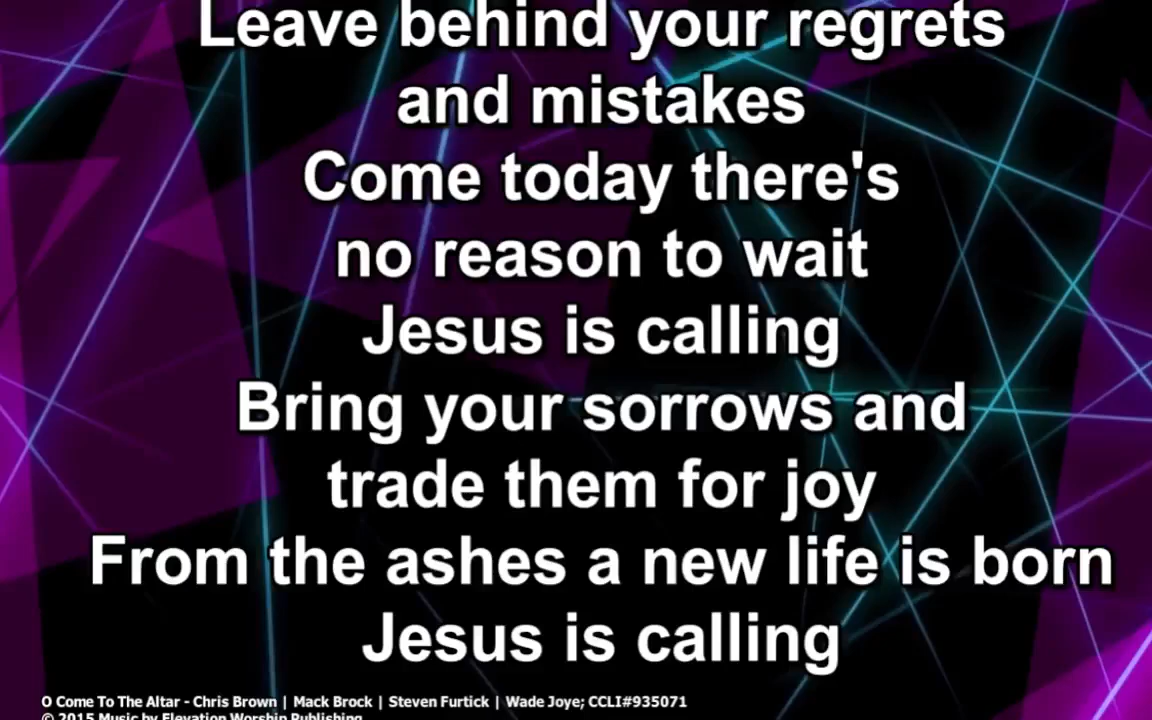 Leave behind your regrets
and mistakes
Come today there's
no reason to wait
Jesus is calling
Bring your sorrows and
trade them for joy
From the ashes a new life is born
Jesus is calling
O Come To The Altar - Chris Brown | Mack Brock | Steven Furtick | Wade Joye; CCLI#935071
© 2015 Music by Elevation Worship Publishing